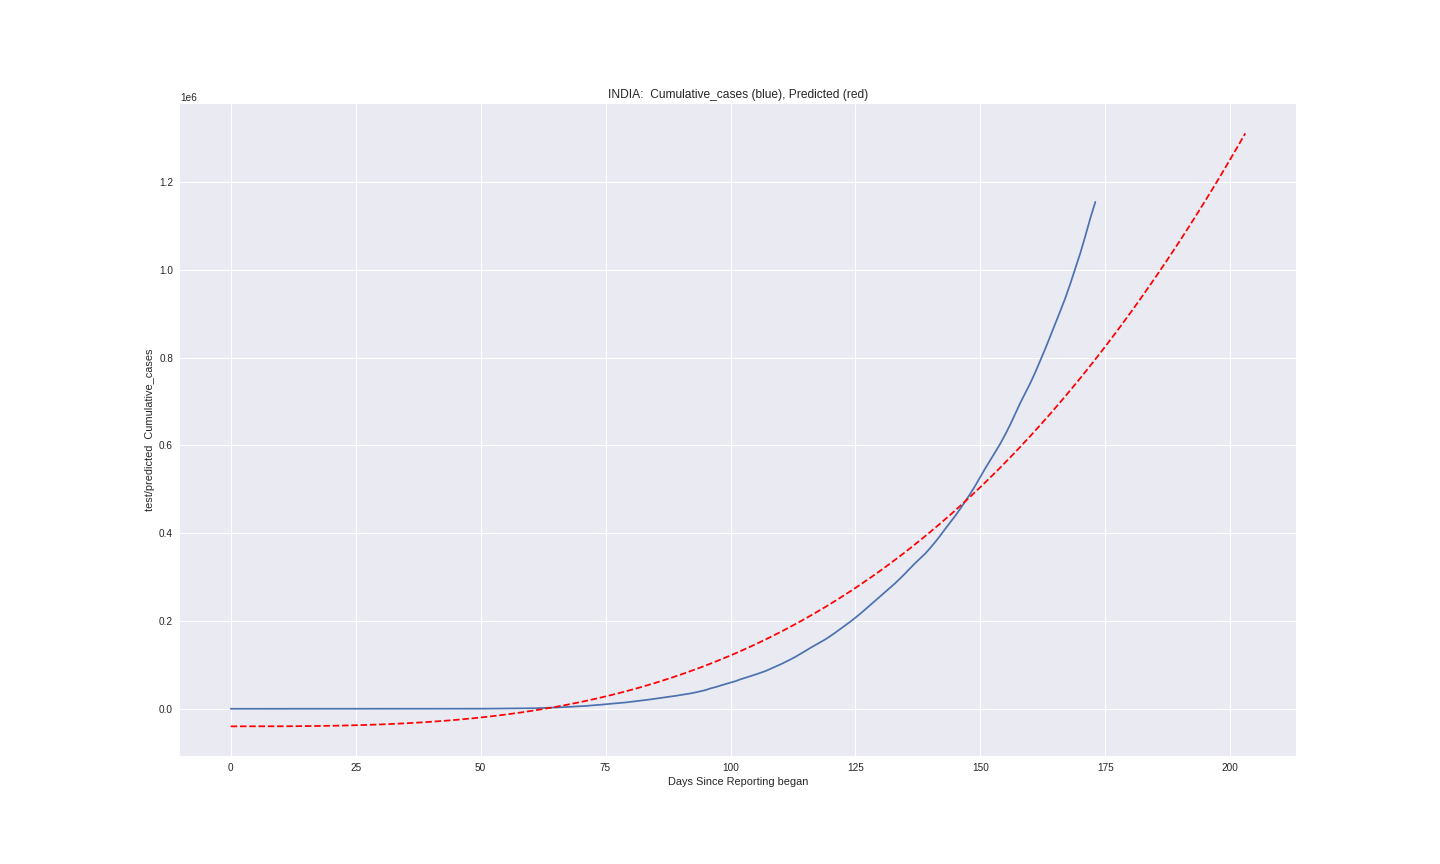 INDIA:  Cumulative_cases (blue), Predicted (red)
1e6
1.2
1.0
0.8
0.6
0.4
0.2
0.0
test/predicted  Cumulative_cases
0 25 50 75 100 125 150 175 200
Days Since Reporting began